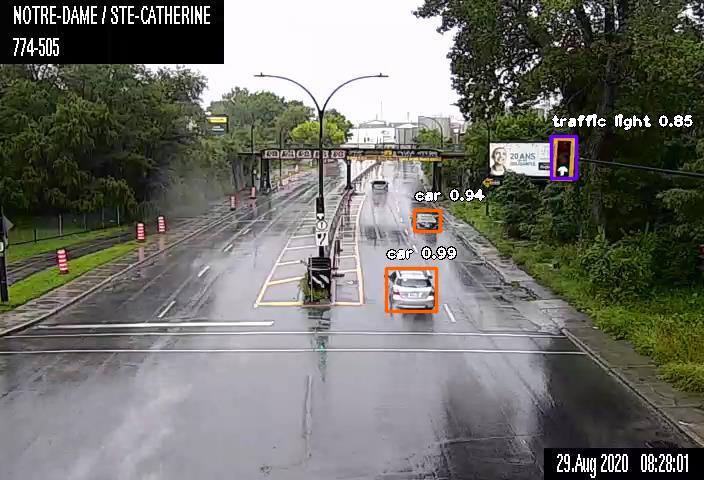 NOTRE-DAME / STE-CATHERINE
774-505
traffic light 0.85
20 ANS
car 0.94
car 0.99
29.Aug 2020 08:28:01